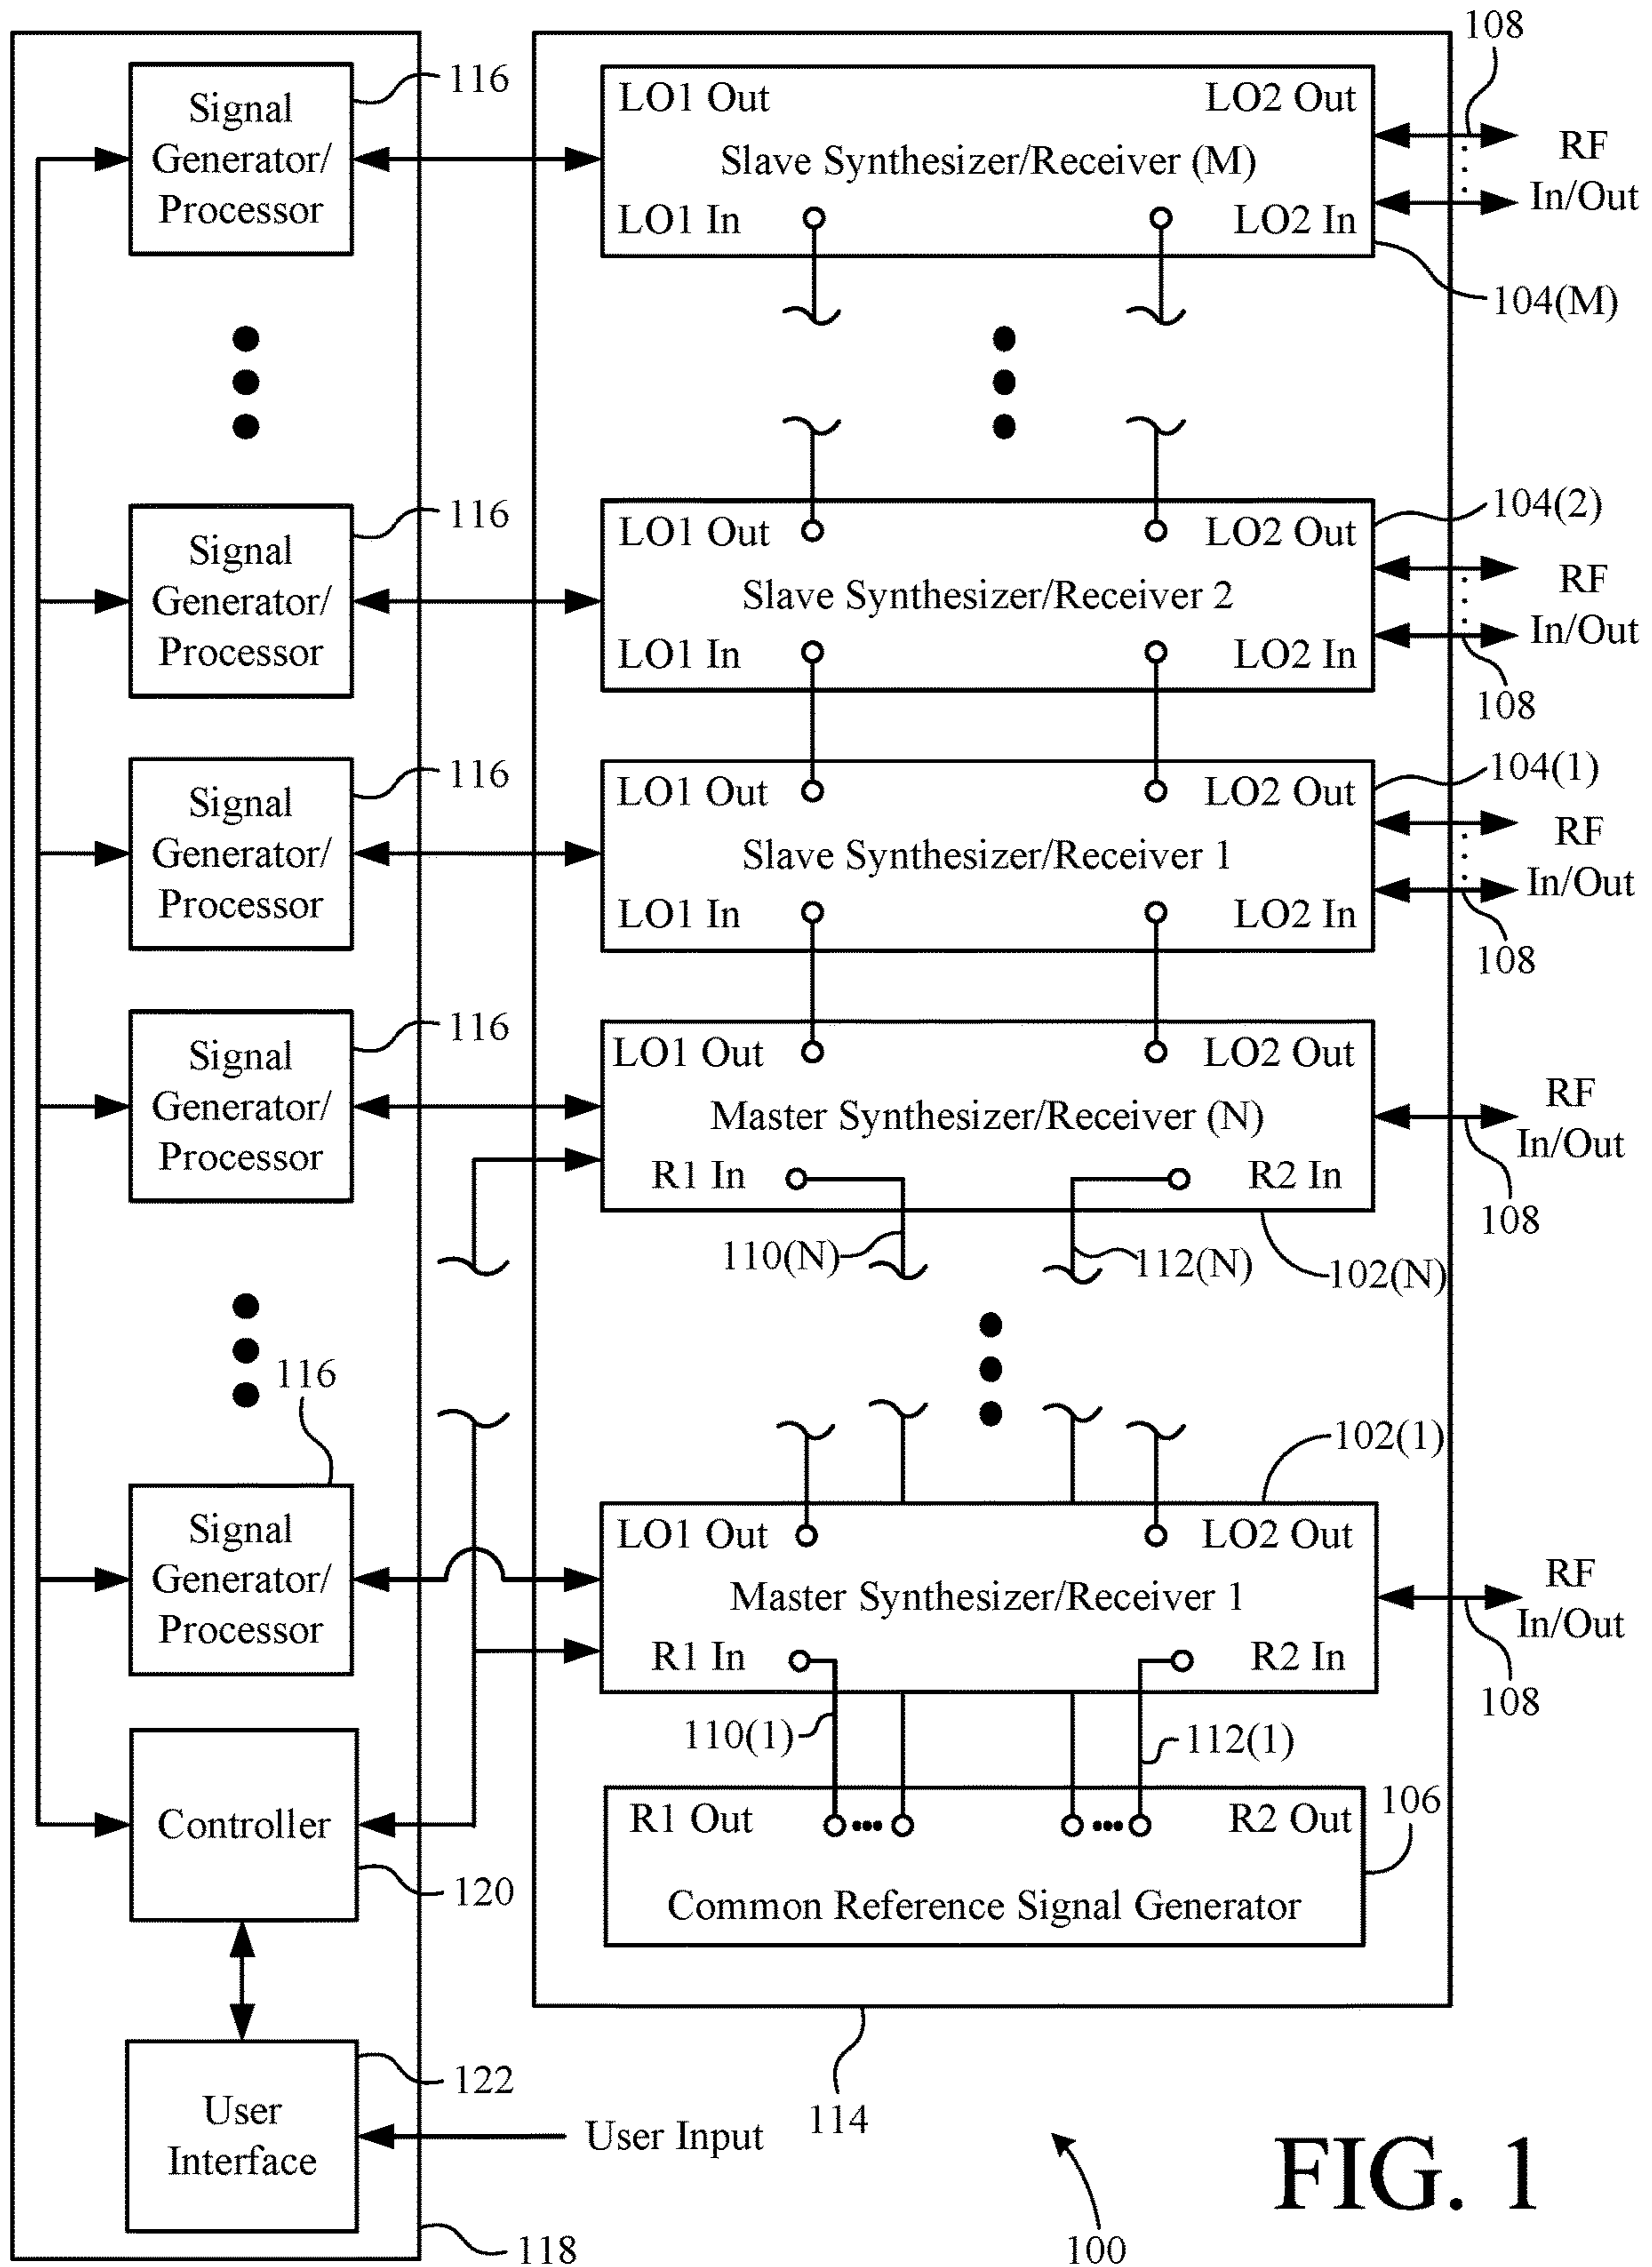 108
Signal
Generator/
Processor
116
LO1 Out
LO2 Out
Slave Synthesizer/Receiver (M)
LO1 In
LO2 In
RF
In/Out
104(M)
Signal
Generator/
Processor
116
LO1 Out
LO2 Out
Slave Synthesizer/Receiver 2
LO1 In
LO2 In
104(2)
RF
In/Out
108
Signal
Generator/
Processor
116
LO1 Out
LO2 Out
Slave Synthesizer/Receiver 1
LO1 In
LO2 In
104(1)
RF
In/Out
108
Signal
Generator/
Processor
116
LO1 Out
LO2 Out
Master Synthesizer/Receiver (N)
R1 In
R2 In
RF
In/Out
108
110(N)
112(N)
102(N)
116
Signal
Generator/
Processor
102(1)
LO1 Out
LO2 Out
Master Synthesizer/Receiver 1
R1 In
R2 In
RF
In/Out
108
110(1)
112(1)
Controller
120
R1 Out
R2 Out
Common Reference Signal Generator
106
122
User
Interface
User Input
114
118
100
FIG. 1